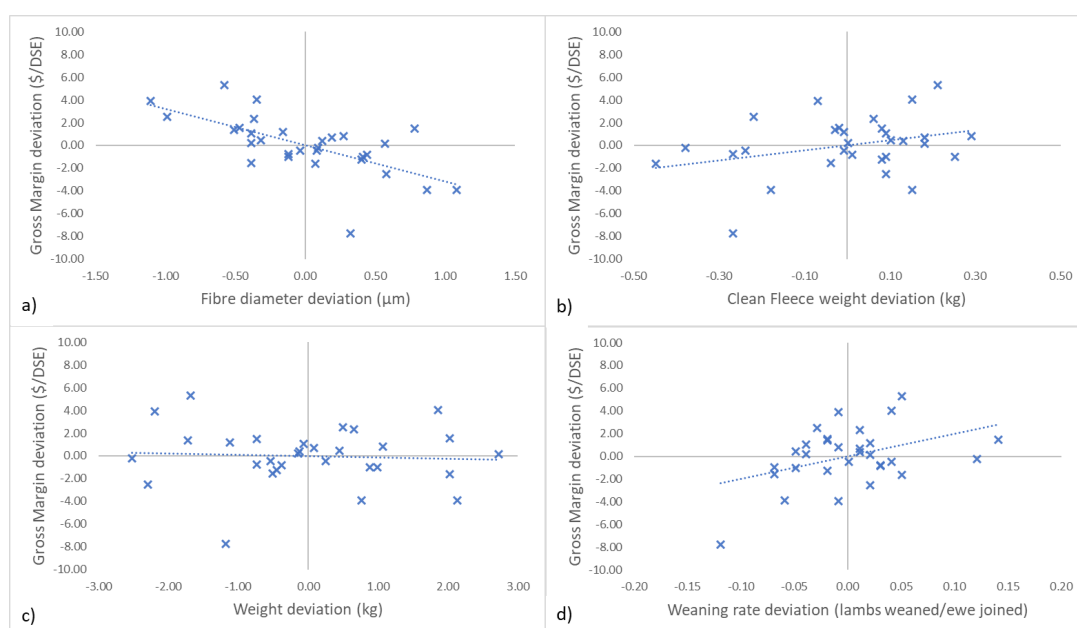 10.00
8.00
6.00
4.00
2.00
0.00
-2.00
-4.00
-6.00
-8.00
-10.00
Gross Margin deviation ($/DSE)
-1.50 -1.00 -0.50 0.00 0.50 1.00 1.50
Fibre diameter deviation (μm)
a)
10.00
8.00
6.00
4.00
2.00
0.00
-2.00
-4.00
-6.00
-8.00
-10.00
Gross Margin deviation ($/DSE)
-0.50 -0.30 -0.10 0.10 0.30 0.50
Clean Fleece weight deviation (kg)
b)
10.00
8.00
6.00
4.00
2.00
0.00
-2.00
-4.00
-6.00
-8.00
-10.00
Gross Margin deviation ($/DSE)
-3.00 -2.00 -1.00 0.00 1.00 2.00 3.00
Weight deviation (kg)
c)
10.00
8.00
6.00
4.00
2.00
0.00
-2.00
-4.00
-6.00
-8.00
-10.00
Gross Margin deviation ($/DSE)
-0.20 -0.15 -0.10 -0.05 0.00 0.05 0.10 0.15 0.20
Weaning rate deviation (lambs weaned/ewe joined)
d)